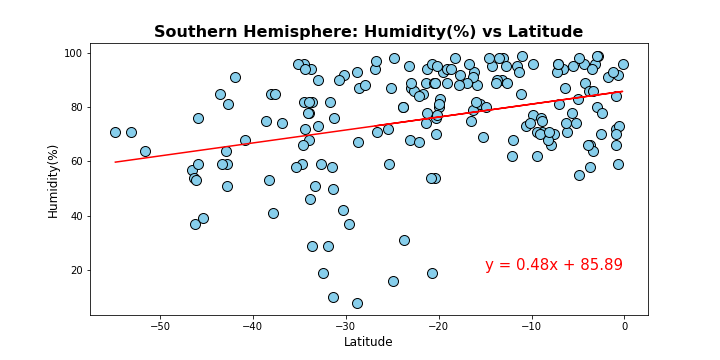 Southern Hemisphere: Humidity(%) vs Latitude
Humidity(%)
100
80
60
40
20
y = 0.48x + 85.89
−50
−40
−30
−20
−10
0
Latitude